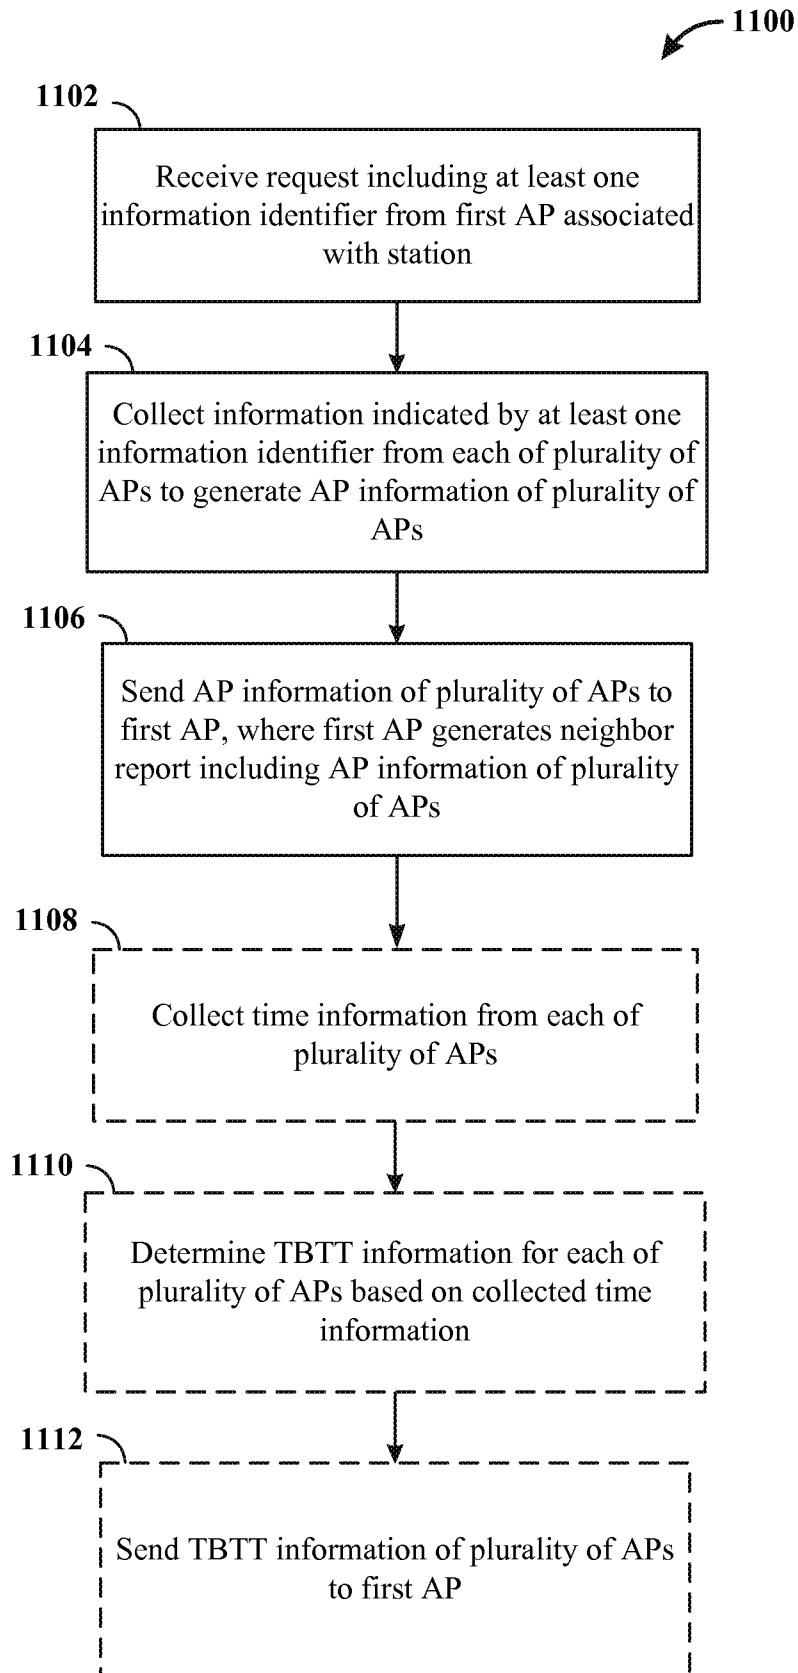 1100
1102
Receive request including at least one
information identifier from first AP associated
with station
1104
Collect information indicated by at least one
information identifier from each of plurality of
APs to generate AP information of plurality of
APs
1106
Send AP information of plurality of APs to
first AP, where first AP generates neighbor
report including AP information of plurality
of APs
1108
Collect time information from each of
plurality of APs
1110
Determine TBTT information for each of
plurality of APs based on collected time
information
1112
Send TBTT information of plurality of APs
to first AP